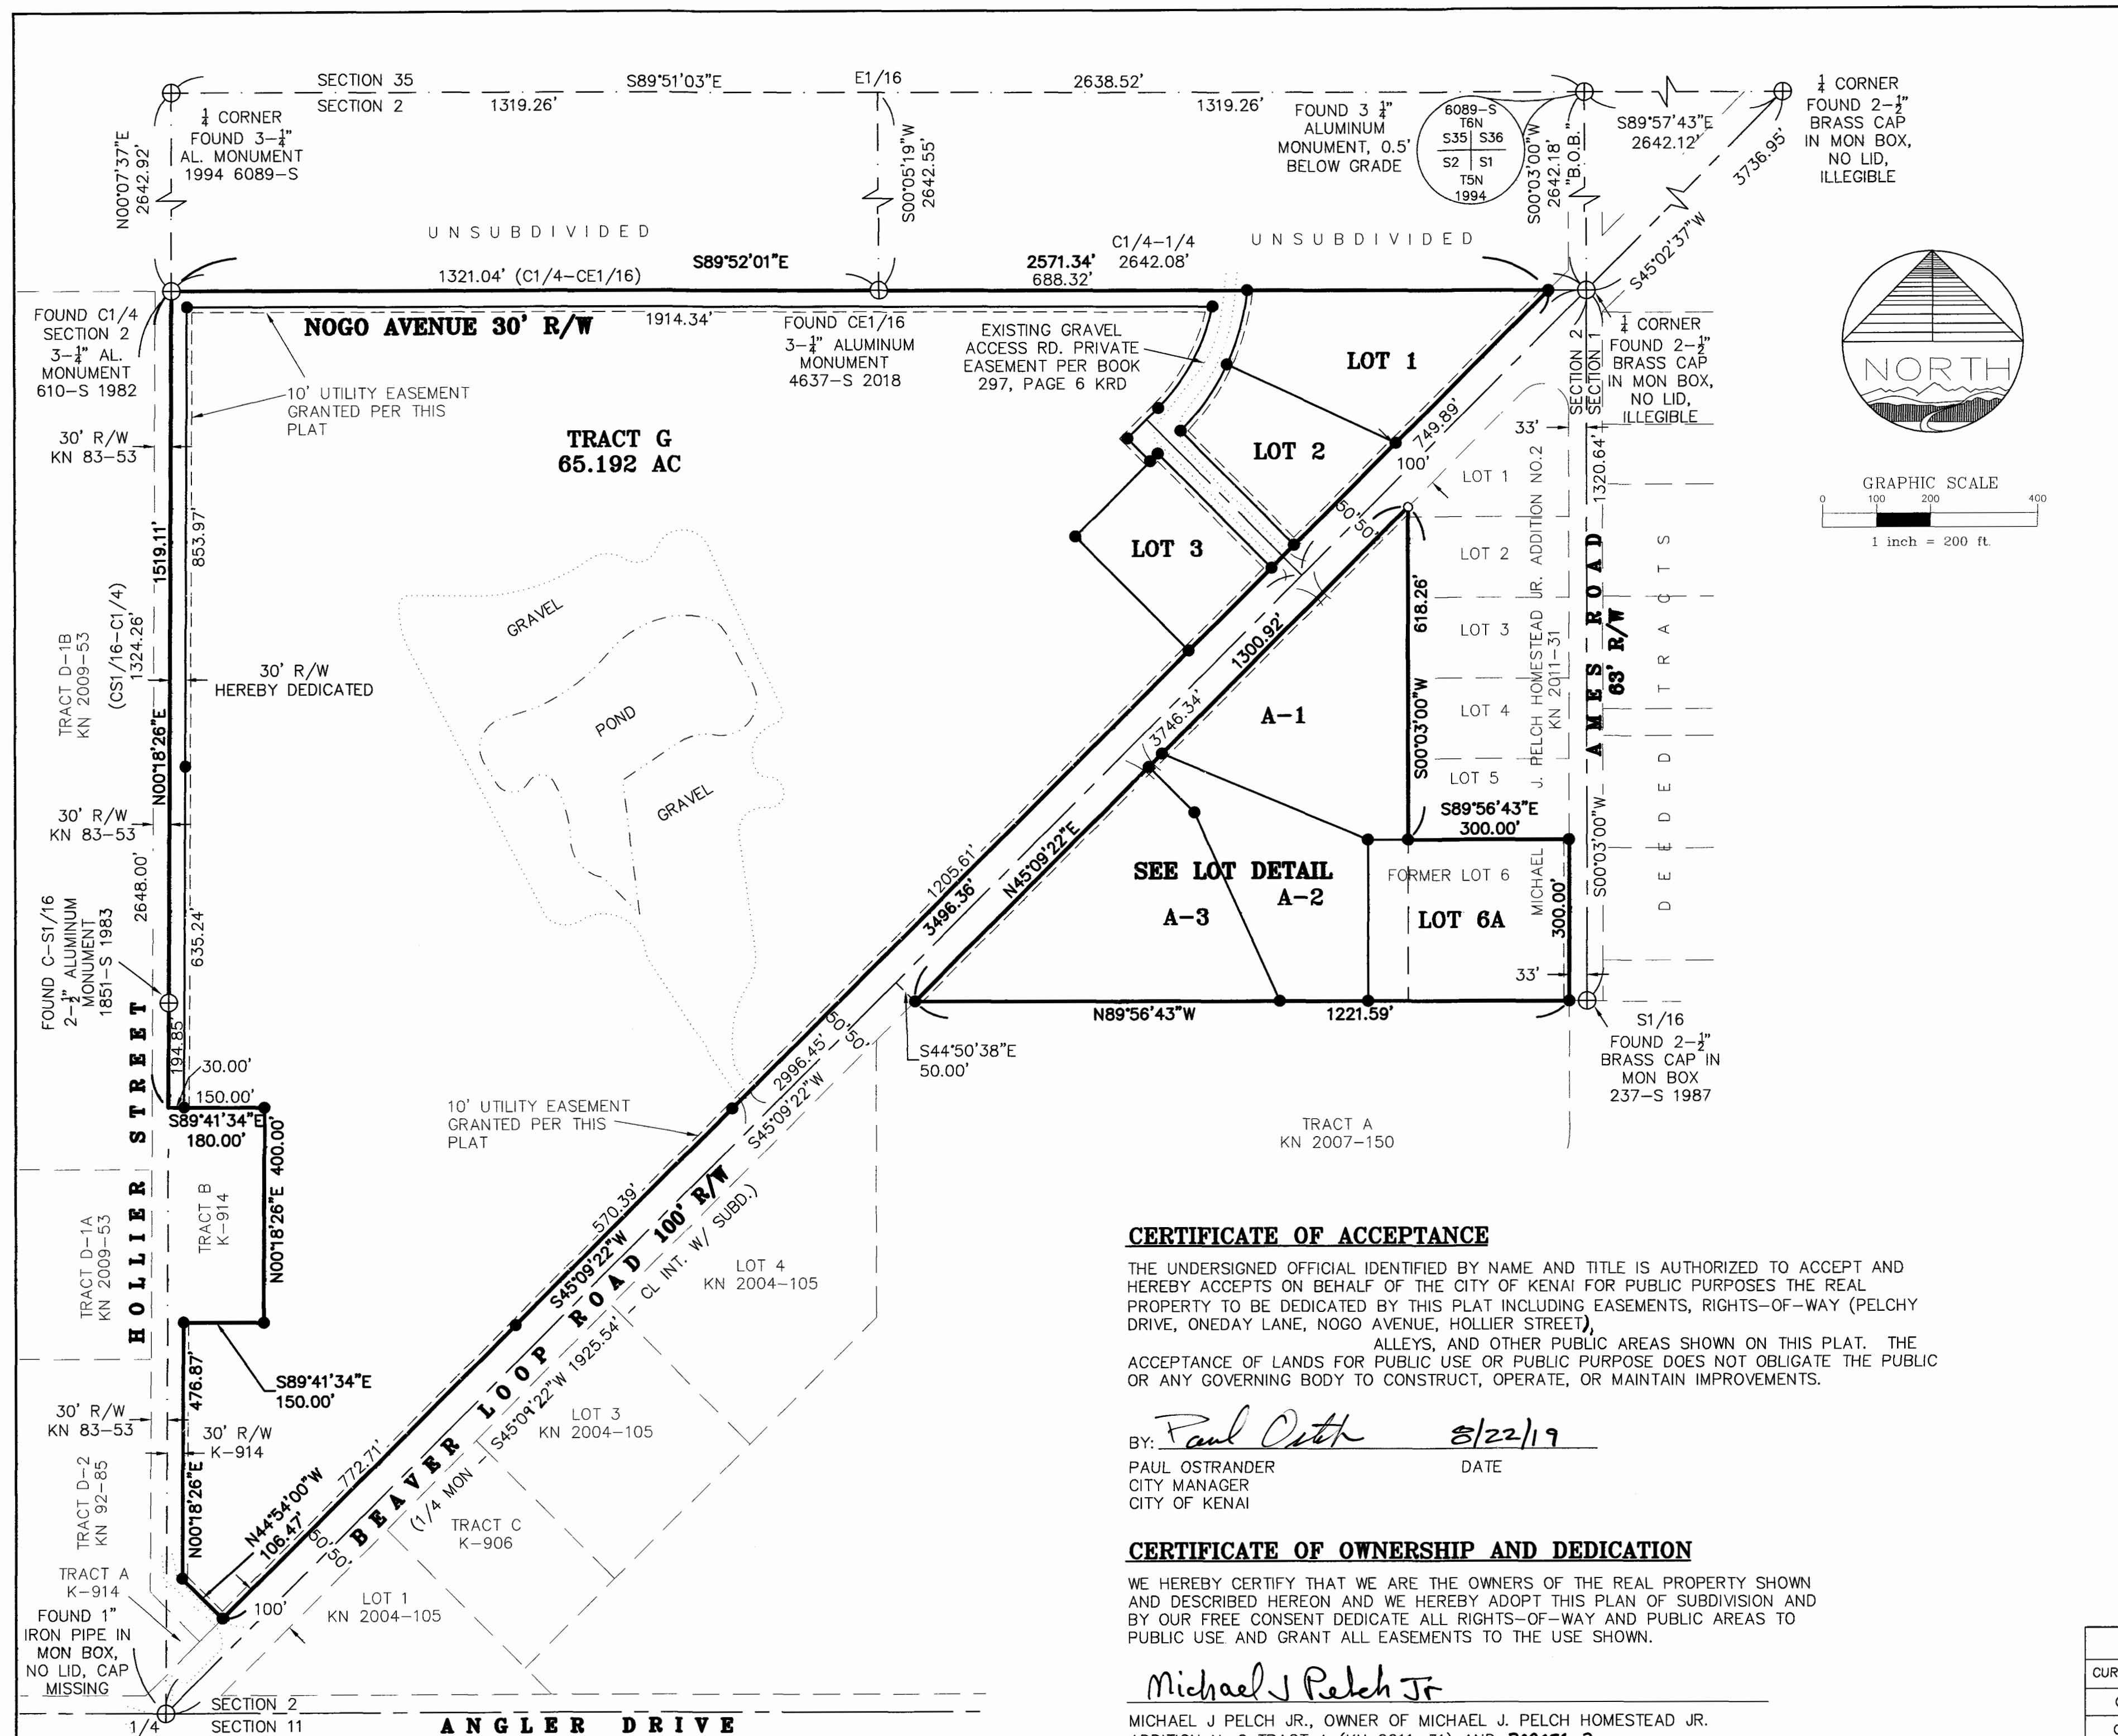 SECTION 35
SECTION 2
S89°51'03"E
E1/16
2638.52'
1319.26'
1319.26'
1/4 CORNER
FOUND 3-1/4"
AL. MONUMENT
1994 6089-S
N00°07'37"E
2642.92'
S00°05'19"W
2642.55'
FOUND 3 1/4"
ALUMINUM
MONUMENT, 0.5'
BELOW GRADE
6089-S
T6N
S35 S36
S2 S1
T5N
1994
S00°03'00"W
2642.18'
"B.O.B."
S89°57'43"E
2642.12'
1/4 CORNER
FOUND 2-1/2"
BRASS CAP
IN MON BOX,
NO LID,
ILLEGIBLE
3736.95'
S45°02'37"W
UNSUBDIVIDED
UNSUBDIVIDED
1321.04' (C1/4-CE1/16)
S89°52'01"E
2571.34'
688.32'
C1/4-1/4
2642.08'
FOUND C1/4
SECTION 2
3-1/4" AL.
MONUMENT
610-S 1982
NOGO AVENUE 30' R/W
1914.34'
FOUND CE1/16
3-1/4" ALUMINUM
MONUMENT
4637-S 2018
EXISTING GRAVEL
ACCESS RD. PRIVATE
EASEMENT PER BOOK
297, PAGE 6 KRD
LOT 1
SECTION 2
SECTION 1
1/4 CORNER
FOUND 2-1/2"
BRASS CAP
IN MON BOX,
NO LID,
ILLEGIBLE
NORTH
GRAPHIC SCALE
0 100 200 400
1 inch = 200 ft.
10' UTILITY EASEMENT
GRANTED PER THIS
PLAT
30' R/W
KN 83-53
TRACT G
65.192 AC
LOT 2
749.89'
100'
33'
1320.64'
LOT 1
50' 50'
LOT 2
LOT 3
LOT 4
LOT 5
J. PELCH HOMESTEAD JR. ADDITION NO.2
KN 2011-31
MICHAEL
AMES ROAD
63' R/W
DEEDED TRACTS
1519.11'
853.97'
LOT 3
GRAVEL
POND
GRAVEL
618.26'
1300.92'
TRACT D-1B
KN 2009-53
(CS1/16-C1/4)
1324.26'
30' R/W
HEREBY DEDICATED
N00°18'26"E
3746.34'
A-1
S00°03'00"W
S89°56'43"E
300.00'
30' R/W
KN 83-53
2648.00'
635.24'
1205.61'
3496.36'
N45°09'22"E
SEE LOT DETAIL
A-2
A-3
FORMER LOT 6
LOT 6A
300.00'
S00°03'00"W
33'
FOUND C-S1/16
2-1/2" ALUMINUM
MONUMENT
1851-S 1983
N89°56'43"W
1221.59'
S1/16
FOUND 2-1/2"
BRASS CAP IN
MON BOX
237-S 1987
S44°50'38"E
50.00'
50' 50'
194.85'
30.00'
150.00'
S89°41'34"E
180.00'
2996.45'
S45°09'22"W
10' UTILITY EASEMENT
GRANTED PER THIS
PLAT
TRACT A
KN 2007-150
HOLLIER STREET
TRACT B
K-914
N00°18'26"E 400.00'
TRACT D-1A
KN 2009-53
570.39'
S45°09'22"W
BEAVER LOOP ROAD 100' R/W
(1/4 MON - S45°09'22"W 1925.54' - CL INT. W/ SUBD.)
LOT 4
KN 2004-105
S89°41'34"E
150.00'
476.87'
30' R/W
KN 83-53
30' R/W
K-914
LOT 3
KN 2004-105
772.71'
TRACT D-2
KN 92-85
N00°18'26"E
N44°54'00"W
106.47'
50' 50'
TRACT C
K-906
TRACT A
K-914
100'
LOT 1
KN 2004-105
FOUND 1"
IRON PIPE IN
MON BOX,
NO LID, CAP
MISSING
SECTION 2
1/4 SECTION 11
ANGLER DRIVE
CERTIFICATE OF ACCEPTANCE
THE UNDERSIGNED OFFICIAL IDENTIFIED BY NAME AND TITLE IS AUTHORIZED TO ACCEPT AND
HEREBY ACCEPTS ON BEHALF OF THE CITY OF KENAI FOR PUBLIC PURPOSES THE REAL
PROPERTY TO BE DEDICATED BY THIS PLAT INCLUDING EASEMENTS, RIGHTS-OF-WAY (PELCHY
DRIVE, ONEDAY LANE, NOGO AVENUE, HOLLIER STREET),
ALLEYS, AND OTHER PUBLIC AREAS SHOWN ON THIS PLAT. THE
ACCEPTANCE OF LANDS FOR PUBLIC USE OR PUBLIC PURPOSE DOES NOT OBLIGATE THE PUBLIC
OR ANY GOVERNING BODY TO CONSTRUCT, OPERATE, OR MAINTAIN IMPROVEMENTS.
BY: 8/22/19
PAUL OSTRANDER DATE
CITY MANAGER
CITY OF KENAI
CERTIFICATE OF OWNERSHIP AND DEDICATION
WE HEREBY CERTIFY THAT WE ARE THE OWNERS OF THE REAL PROPERTY SHOWN
AND DESCRIBED HEREON AND WE HEREBY ADOPT THIS PLAN OF SUBDIVISION AND
BY OUR FREE CONSENT DEDICATE ALL RIGHTS-OF-WAY AND PUBLIC AREAS TO
PUBLIC USE AND GRANT ALL EASEMENTS TO THE USE SHOWN.
Michael J Pelch Jr
MICHAEL J PELCH JR., OWNER OF MICHAEL J. PELCH HOMESTEAD JR.